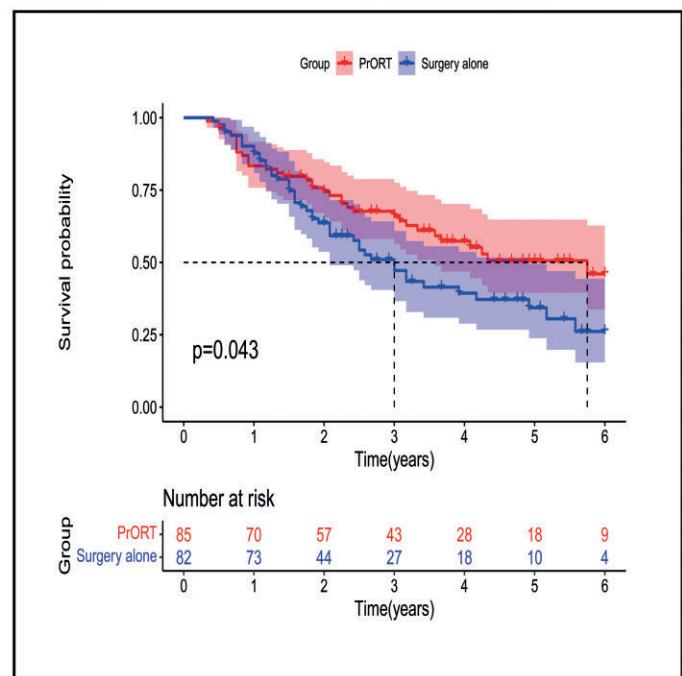 Group PrORT Surgery alone
1.00
0.75
0.50
0.25
0.00
Survival probability
p=0.043
0 1 2 3 4 5 6
Time(years)
Number at risk
Group
PrORT 85 70 57 43 28 18 9
Surgery alone 82 73 44 27 18 10 4
0 1 2 3 4 5 6
Time(years)